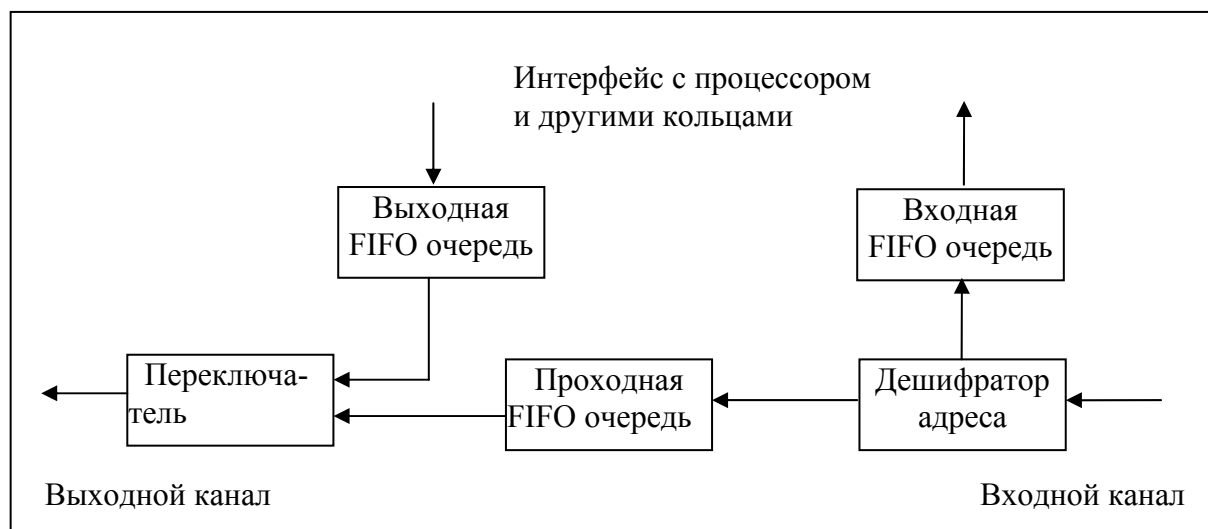 Интерфейс с процессором
и другими кольцами
Выходная
FIFO очередь
Входная
FIFO очередь
Переключа-
тель
Проходная
FIFO очередь
Дешифратор
адреса
Выходной канал
Входной канал